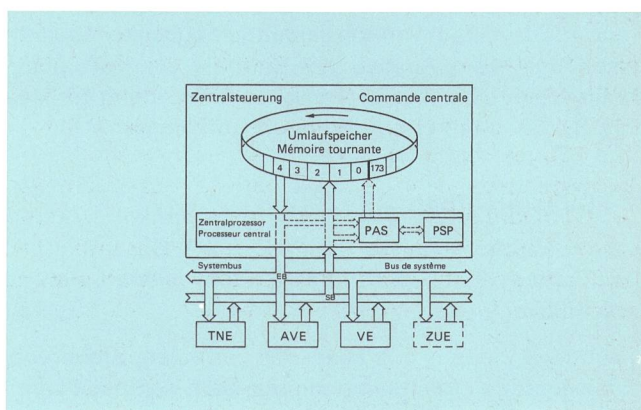 Zentralsteuerung Commande centrale
Umlaufspeicher
Mémoire tournante
4 3 2 1 0 173
Zentralprozessor
Processeur central
PAS PSP
Systembus Bus de système
EB
SB
TNE AVE VE ZUE